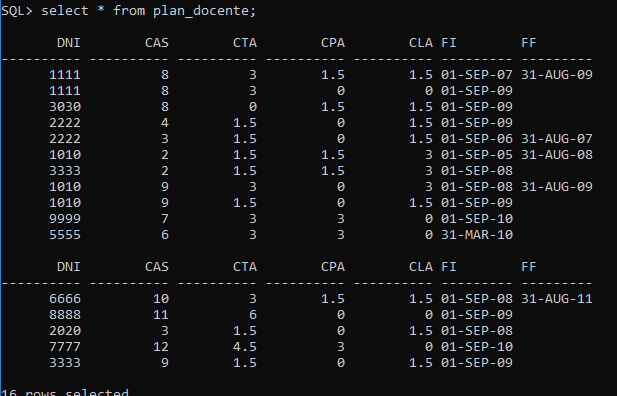 SQL> select * from plan_docente;
DNI CAS CTA CPA CLA FI FF
---------- ---------- ---------- ---------- ---------- --------- ---------
1111 8 3 1.5 1.5 01-SEP-07 31-AUG-09
1111 8 3 0 0 01-SEP-09
3030 8 0 1.5 1.5 01-SEP-09
2222 4 1.5 0 1.5 01-SEP-09
2222 3 1.5 0 1.5 01-SEP-06 31-AUG-07
1010 2 1.5 1.5 3 01-SEP-05 31-AUG-08
3333 2 1.5 1.5 3 01-SEP-08
1010 9 3 0 3 01-SEP-08 31-AUG-09
1010 9 1.5 0 1.5 01-SEP-09
9999 7 3 3 0 01-SEP-10
5555 6 3 3 0 31-MAR-10
DNI CAS CTA CPA CLA FI FF
---------- ---------- ---------- ---------- ---------- --------- ---------
6666 10 3 1.5 1.5 01-SEP-08 31-AUG-11
8888 11 6 0 0 01-SEP-09
2020 3 1.5 0 1.5 01-SEP-08
7777 12 4.5 3 0 01-SEP-10
3333 9 1.5 0 1.5 01-SEP-09
16 rows selected